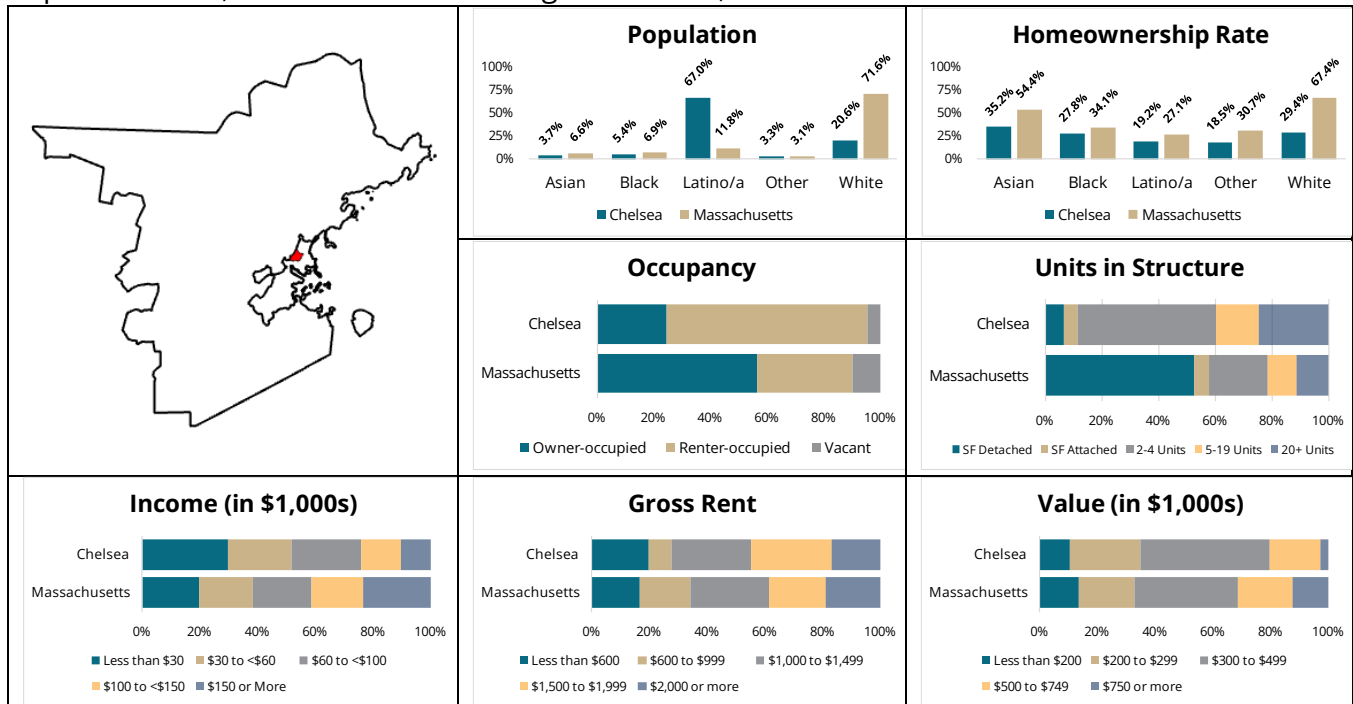 Population
100%
75%
50%
25%
0%
3.7% 6.6% 5.4% 6.9% 67.0% 11.8% 3.3% 3.1% 20.6% 71.6%
Asian Black Latino/a Other White
Chelsea Massachusetts
Homeownership Rate
100%
75%
50%
25%
0%
35.2% 54.4% 27.8% 34.1% 19.2% 27.1% 18.5% 30.7% 29.4% 67.4%
Asian Black Latino/a Other White
Chelsea Massachusetts
Occupancy
Chelsea
Massachusetts
0% 20% 40% 60% 80% 100%
Owner-occupied Renter-occupied Vacant
Units in Structure
Chelsea
Massachusetts
0% 20% 40% 60% 80% 100%
SF Detached SF Attached 2-4 Units 5-19 Units 20+ Units
Income (in $1,000s)
Chelsea
Massachusetts
0% 20% 40% 60% 80% 100%
Less than $30 $30 to <$60 $60 to <$100
$100 to <$150 $150 or More
Gross Rent
Chelsea
Massachusetts
0% 20% 40% 60% 80% 100%
Less than $600 $600 to $999 $1,000 to $1,499
$1,500 to $1,999 $2,000 or more
Value (in $1,000s)
Chelsea
Massachusetts
0% 20% 40% 60% 80% 100%
Less than $200 $200 to $299 $300 to $499
$500 to $749 $750 or more